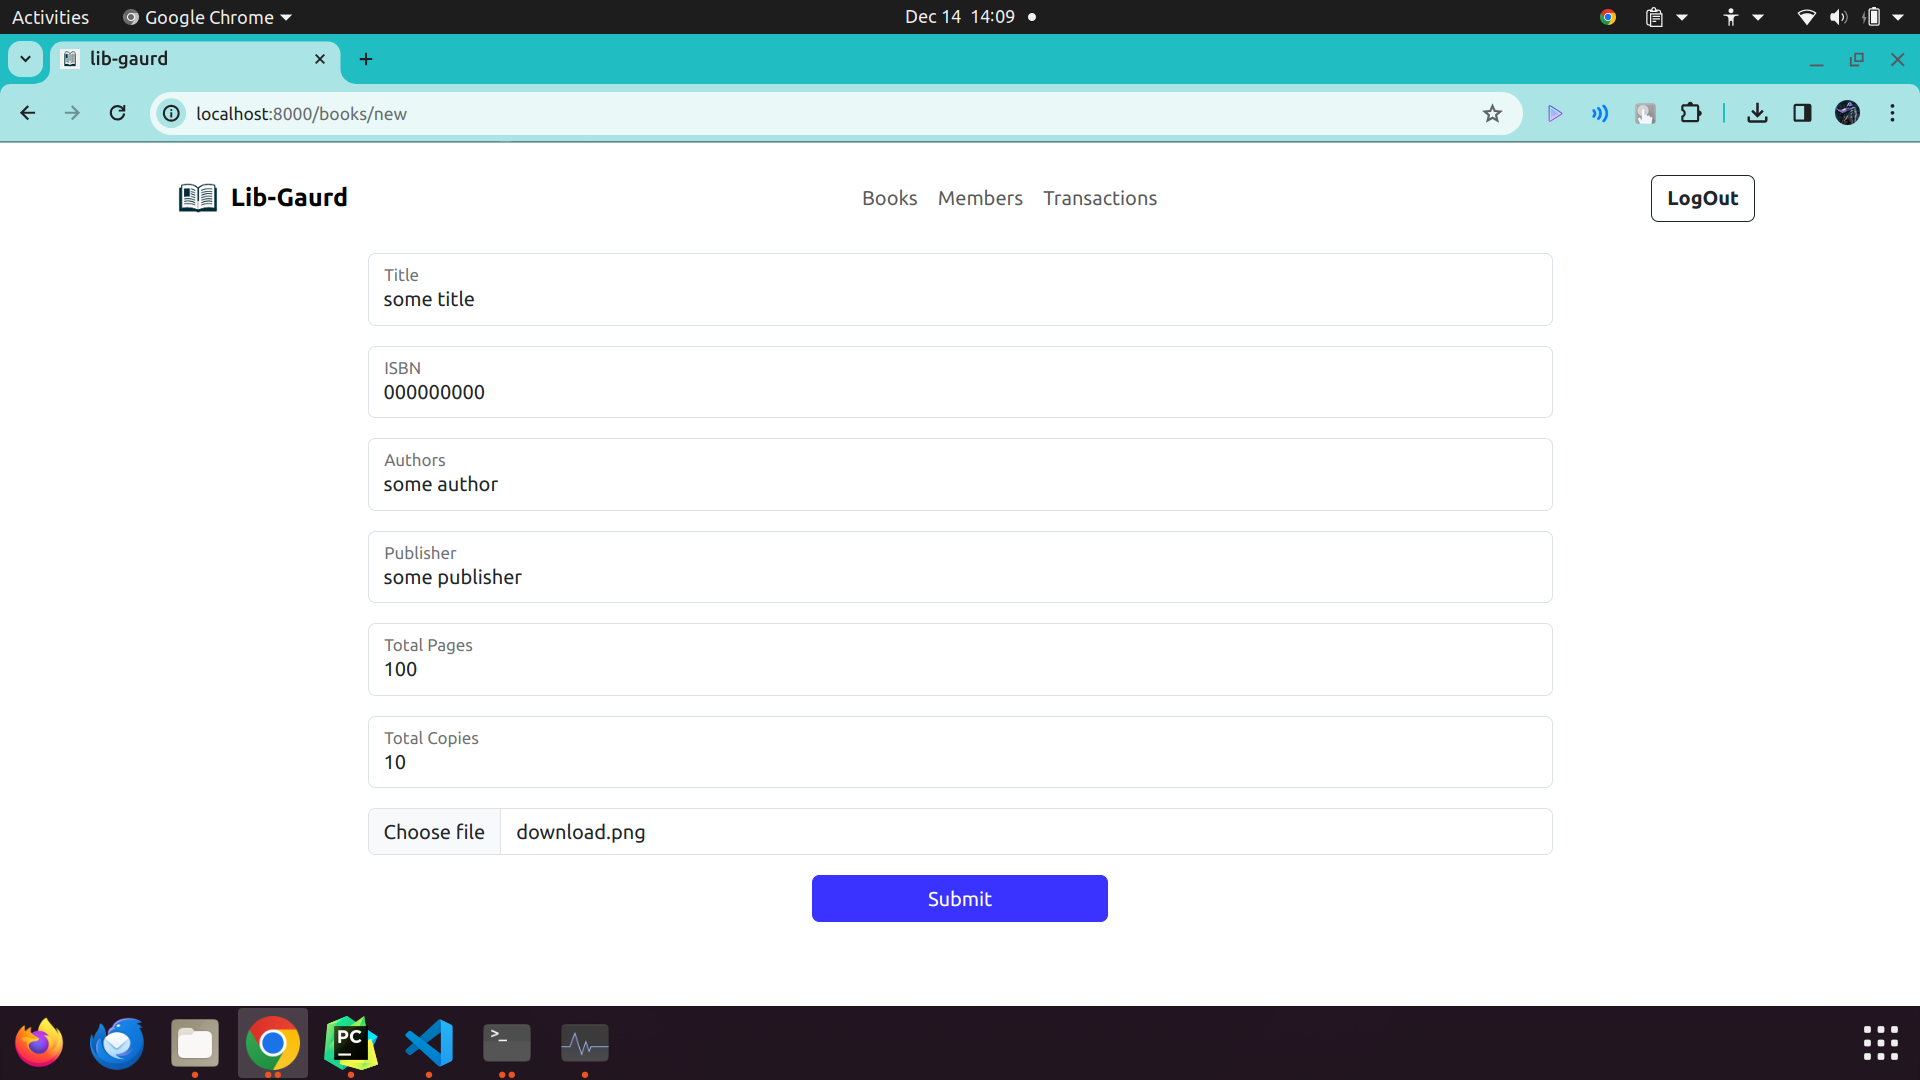 Activities Google Chrome Dec 14 14:09
lib-gaurd
localhost:8000/books/new
Lib-Gaurd Books Members Transactions LogOut
Title
some title
ISBN
000000000
Authors
some author
Publisher
some publisher
Total Pages
100
Total Copies
10
Choose file download.png
Submit
PC
>_